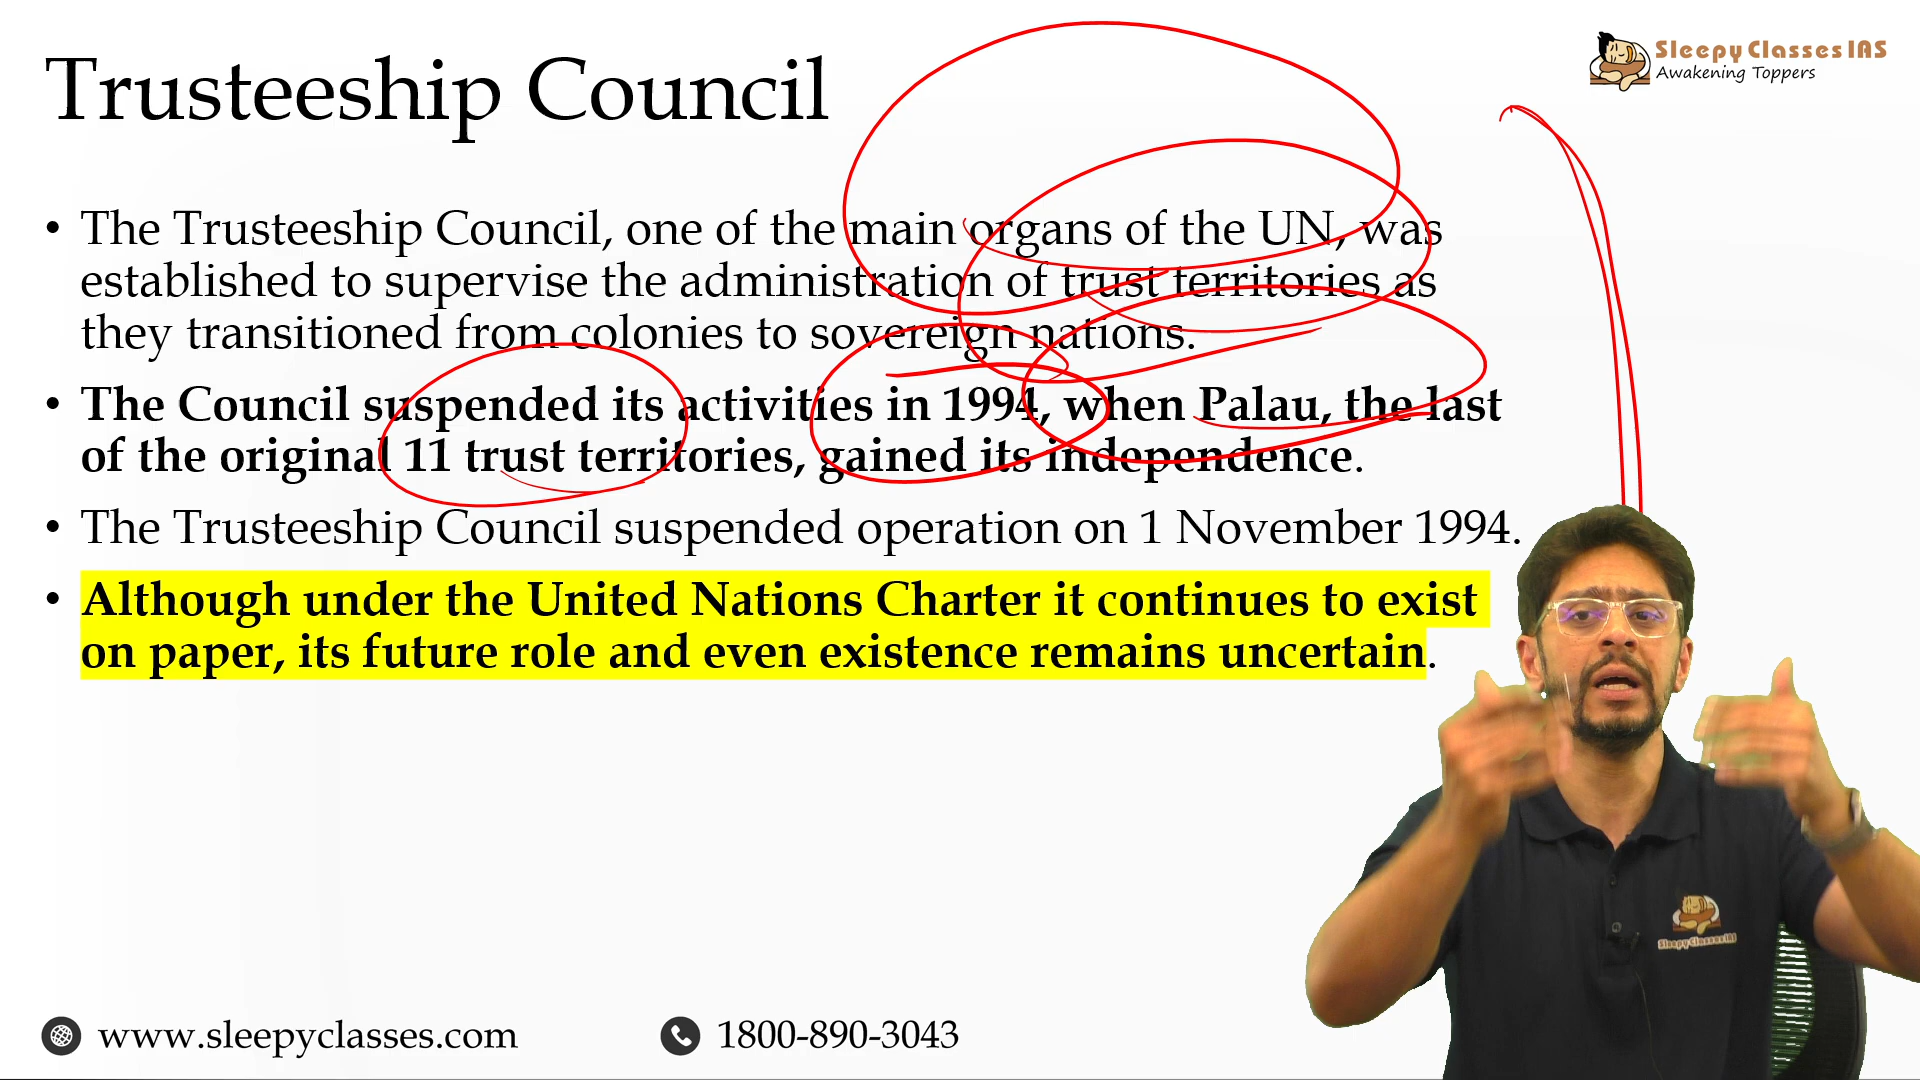 Trusteeship Council
Sleepy Classes IAS
Awakening Toppers
• The Trusteeship Council, one of the main organs of the UN, was
established to supervise the administration of trust territories as
they transitioned from colonies to sovereign nations.
• The Council suspended its activities in 1994, when Palau, the last
of the original 11 trust territories, gained its independence.
• The Trusteeship Council suspended operation on 1 November 1994.
• Although under the United Nations Charter it continues to exist
on paper, its future role and even existence remains uncertain.
SleepyClassesIAS
www.sleepyclasses.com
1800-890-3043